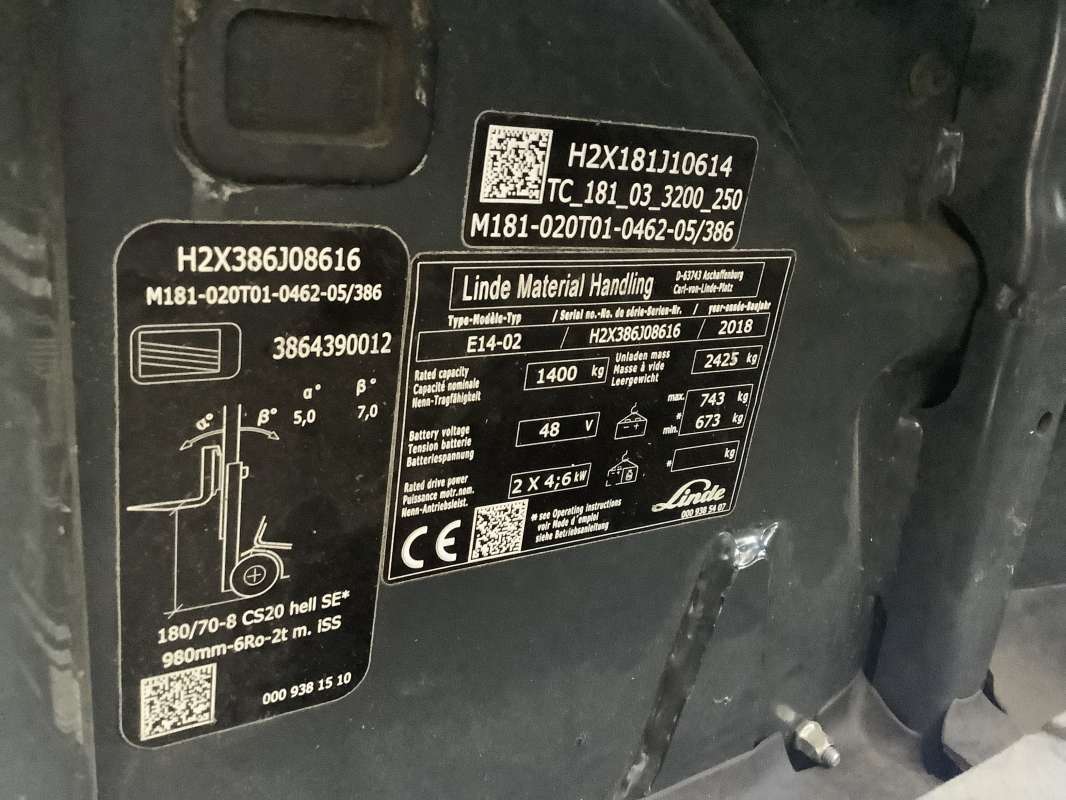 H2X181J10614
TC_181_03_3200_250
M181-020T01-0462-05/386
H2X386J08616
M181-020T01-0462-05/386
3864390012
α° β°
5,0 7,0
α° β°
180/70-8 CS20 hell SE*
980mm-6Ro-2t m. iSS
000 938 15 10
Linde Material Handling
D-63743 Aschaffenburg
Carl-von-Linde-Platz
Type-Modèle-Typ / Serial no.-No. de série-Serien-Nr. / year-année-Baujahr
E14-02 / H2X386J08616 / 2018
Rated capacity
Capacité nominale
Nenn-Tragfähigkeit
1400 kg
Unladen mass
Masse à vide
Leergewicht
2425 kg
Battery voltage
Tension batterie
Batteriespannung
48 V
max. 743 kg
*
min. 673 kg
Rated drive power
Puissance motr.nom.
Nenn-Antriebsleist.
2 X 4;6 kW
* kg
CE
* see Operating instructions
voir Mode d'emploi
siehe Betriebsanleitung
Linde
000 938 54 07